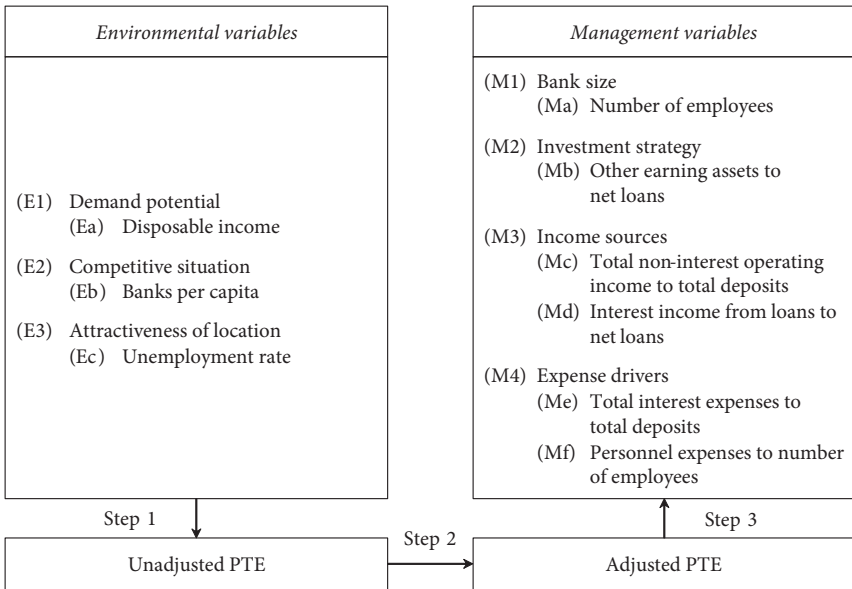 Environmental variables
(E1) Demand potential
(Ea) Disposable income
(E2) Competitive situation
(Eb) Banks per capita
(E3) Attractiveness of location
(Ec) Unemployment rate
Management variables
(M1) Bank size
(Ma) Number of employees
(M2) Investment strategy
(Mb) Other earning assets to
net loans
(M3) Income sources
(Mc) Total non-interest operating
income to total deposits
(Md) Interest income from loans to
net loans
(M4) Expense drivers
(Me) Total interest expenses to
total deposits
(Mf) Personnel expenses to number
of employees
Step 1
Unadjusted PTE
Step 2
Adjusted PTE
Step 3